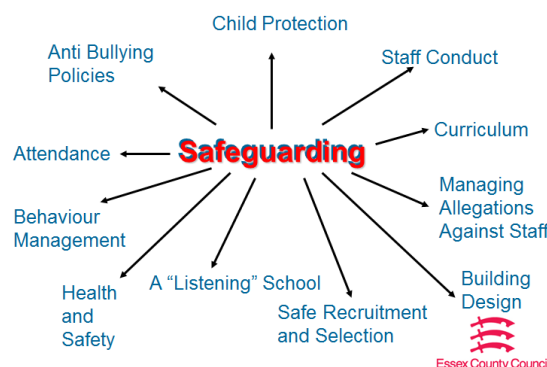 Child Protection
Anti Bullying
Policies
Staff Conduct
Safeguarding
Curriculum
Attendance
Managing
Allegations
Against Staff
Behaviour
Management
A “Listening” School
Building
Design
Health
and
Safety
Safe Recruitment
and Selection
Essex County Counci